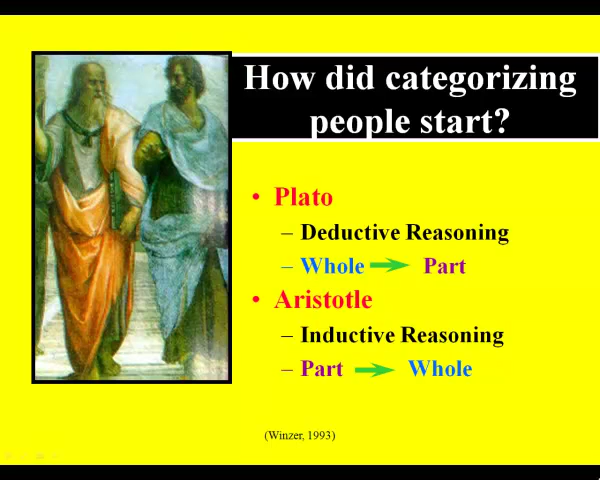 How did categorizing
people start?
• Plato
– Deductive Reasoning
– Whole Part
• Aristotle
– Inductive Reasoning
– Part Whole
(Winzer, 1993)